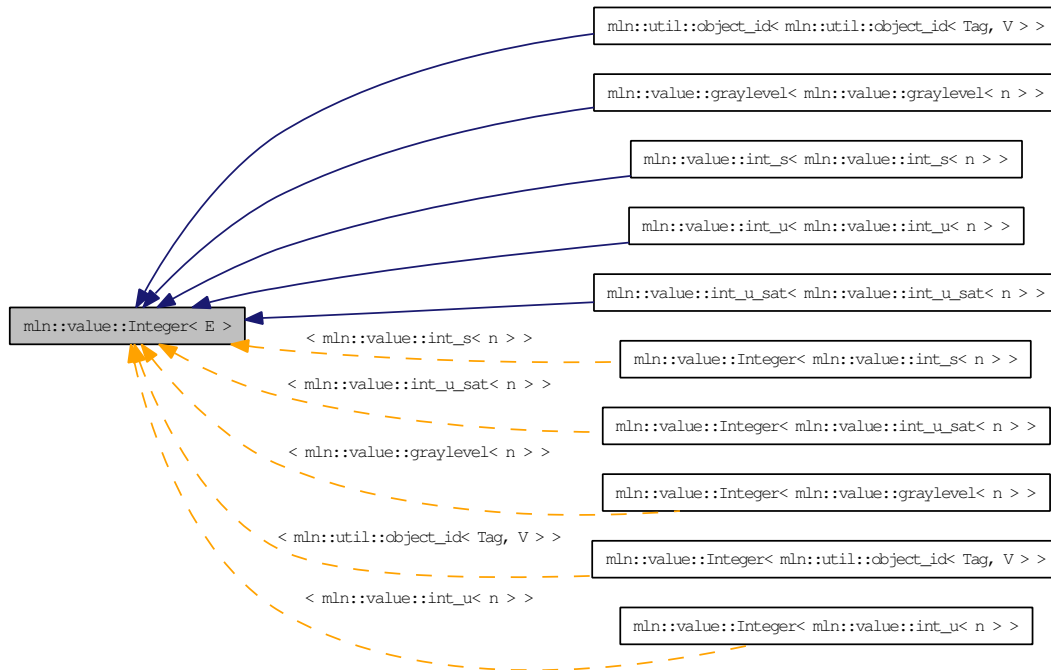 mln::util::object_id< mln::util::object_id< Tag, V > >
mln::value::graylevel< mln::value::graylevel< n > >
mln::value::int_s< mln::value::int_s< n > >
mln::value::int_u< mln::value::int_u< n > >
mln::value::int_u_sat< mln::value::int_u_sat< n > >
mln::value::Integer< E >
< mln::value::int_s< n > >
mln::value::Integer< mln::value::int_s< n > >
< mln::value::int_u_sat< n > >
mln::value::Integer< mln::value::int_u_sat< n > >
< mln::value::graylevel< n > >
mln::value::Integer< mln::value::graylevel< n > >
< mln::util::object_id< Tag, V > >
mln::value::Integer< mln::util::object_id< Tag, V > >
< mln::value::int_u< n > >
mln::value::Integer< mln::value::int_u< n > >